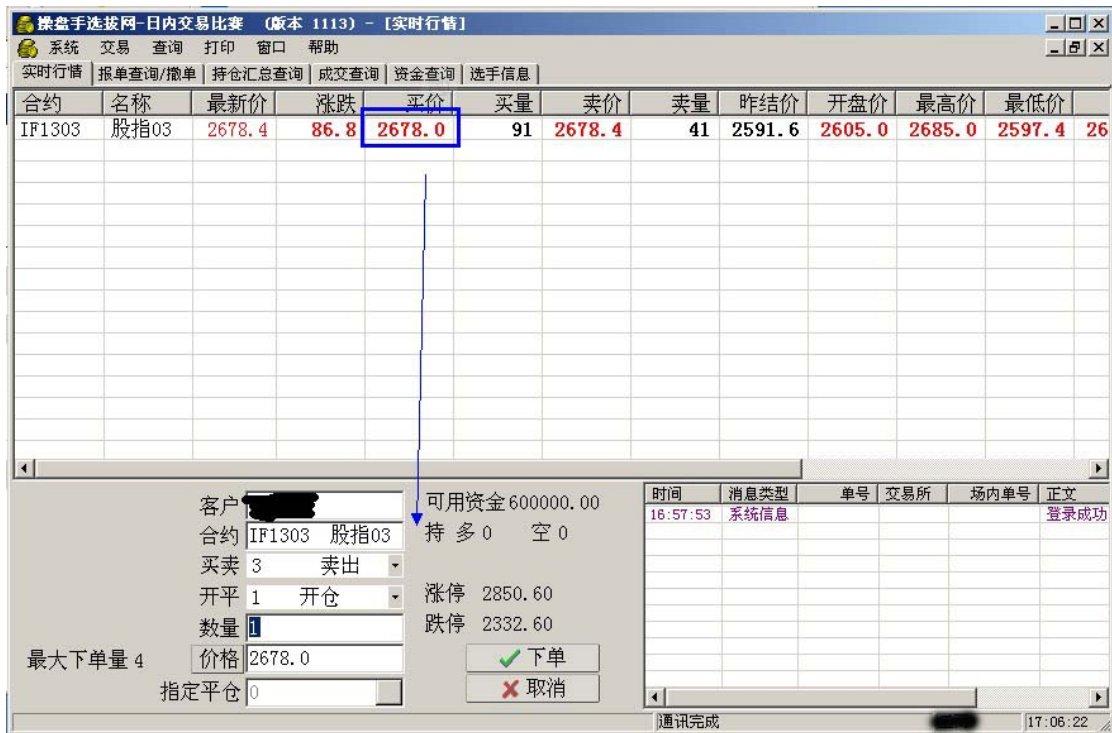 操盘手选拔网-日内交易比赛 (版本 1113) - [实时行情]
系统 交易 查询 打印 窗口 帮助
实时行情 报单查询/撤单 持仓汇总查询 成交查询 资金查询 选手信息
合约 名称 最新价 涨跌 买价 买量 卖价 卖量 昨结价 开盘价 最高价 最低价
IF1303 股指03 2678.4 86.8 2678.0 91 2678.4 41 2591.6 2605.0 2685.0 2597.4 26
客户 可用资金 600000.00
合约 IF1303 股指03 持 多 0 空 0
买卖 3 卖出
开平 1 开仓 涨停 2850.60
数量 1 跌停 2332.60
最大下单量 4 价格 2678.0 下单
指定平仓 0 取消
时间 消息类型 单号 交易所 场内单号 正文
16:57:53 系统信息 登录成功
通讯完成 17:06:22